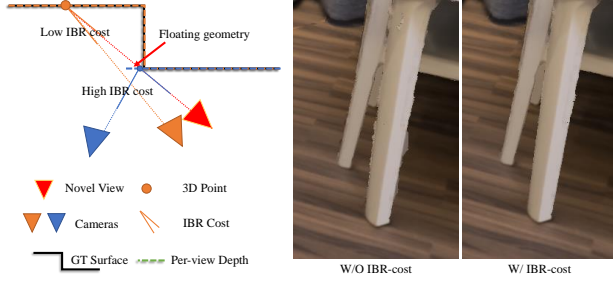 Low IBR cost
Floating geometry
High IBR cost
Novel View
3D Point
Cameras
IBR Cost
GT Surface
Per-view Depth
W/O IBR-cost
W/ IBR-cost